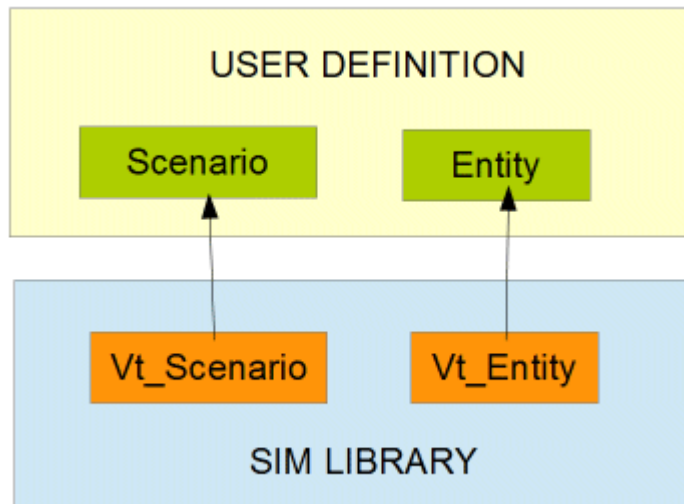 USER DEFINITION
Scenario
Entity
Vt_Scenario
Vt_Entity
SIM LIBRARY